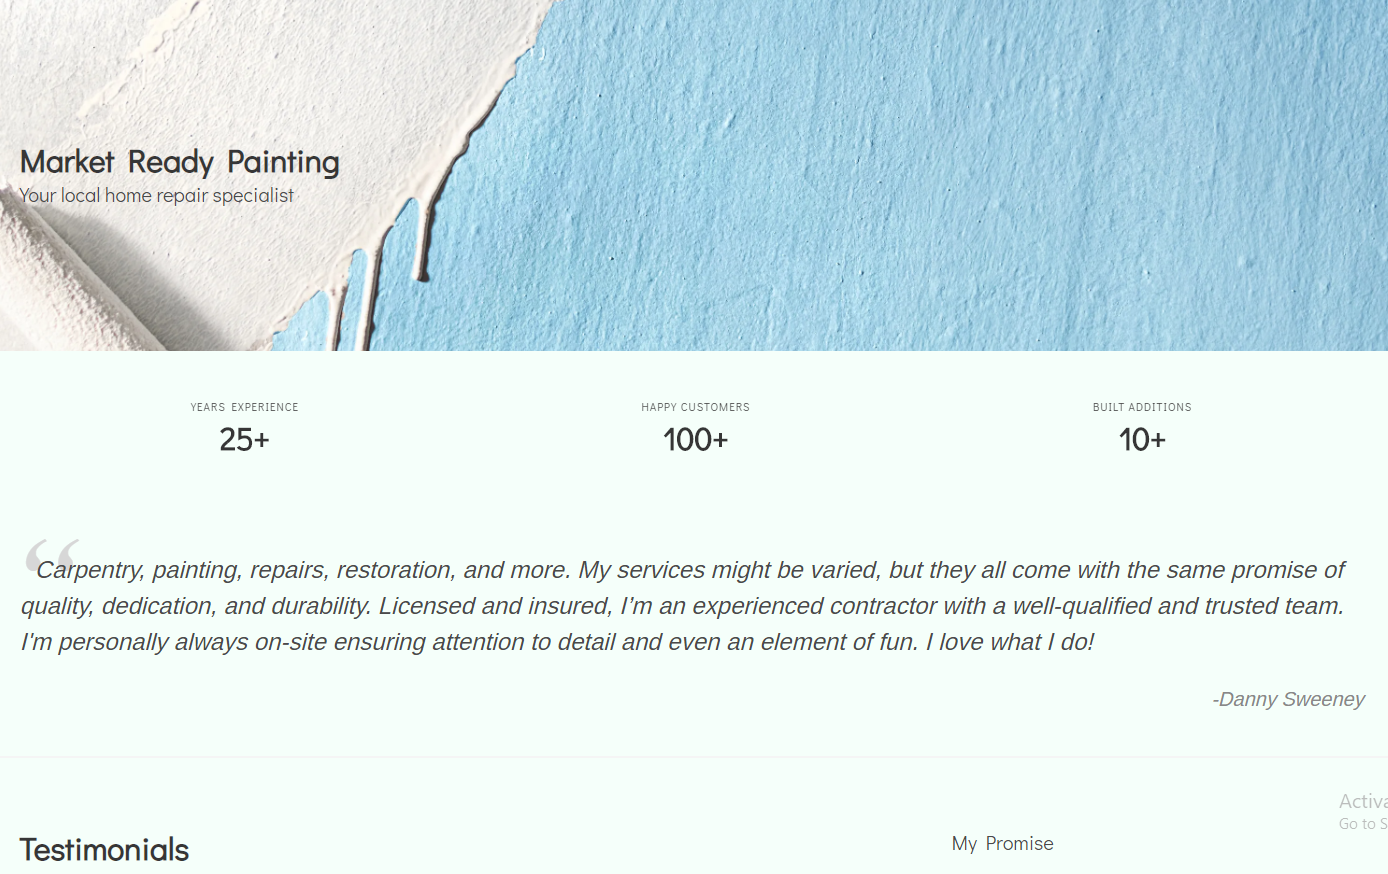 Market Ready Painting
Your local home repair specialist
YEARS EXPERIENCE
HAPPY CUSTOMERS
BUILT ADDITIONS
25+
100+
10+
“Carpentry, painting, repairs, restoration, and more. My services might be varied, but they all come with the same promise of
quality, dedication, and durability. Licensed and insured, I’m an experienced contractor with a well-qualified and trusted team.
I'm personally always on-site ensuring attention to detail and even an element of fun. I love what I do!
-Danny Sweeney
Testimonials
My Promise
Go to